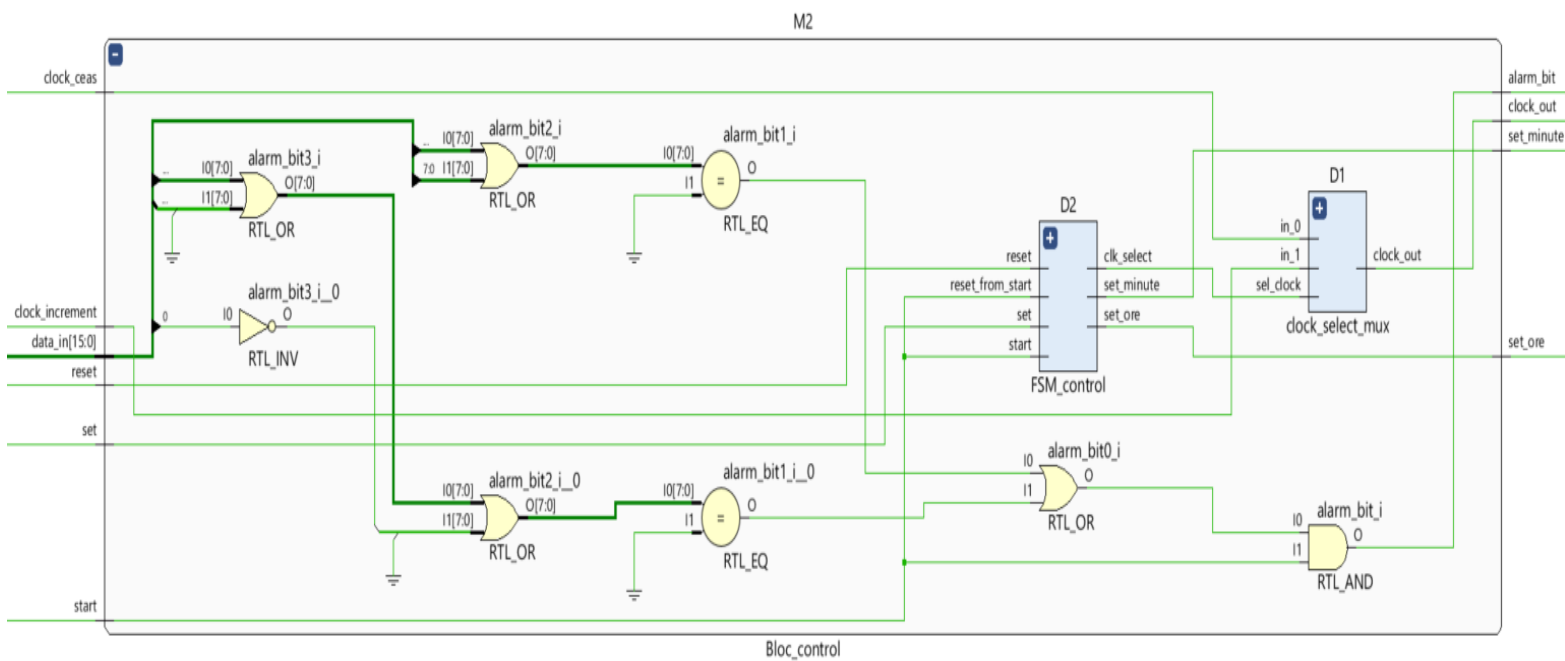 M2
-
clock_ceas
alarm_bit
clock_out
set_minute
alarm_bit2_i
alarm_bit1_i
... I0[7:0]
O[7:0]
7:0 I1[7:0]
RTL_OR
I0[7:0]
O
I1
=
RTL_EQ
alarm_bit3_i
... I0[7:0]
O[7:0]
... I1[7:0]
RTL_OR
D1
+
in_0
in_1
sel_clock
clock_out
clock_select_mux
D2
+
reset
clk_select
reset_from_start
set_minute
set
set_ore
start
FSM_control
alarm_bit3_i__0
clock_increment
0
I0
O
RTL_INV
data_in[15:0]
set_ore
reset
set
alarm_bit2_i__0
I0[7:0]
O[7:0]
I1[7:0]
RTL_OR
alarm_bit1_i__0
I0[7:0]
O
I1
=
RTL_EQ
alarm_bit0_i
I0
O
I1
RTL_OR
alarm_bit_i
I0
O
I1
RTL_AND
start
Bloc_control